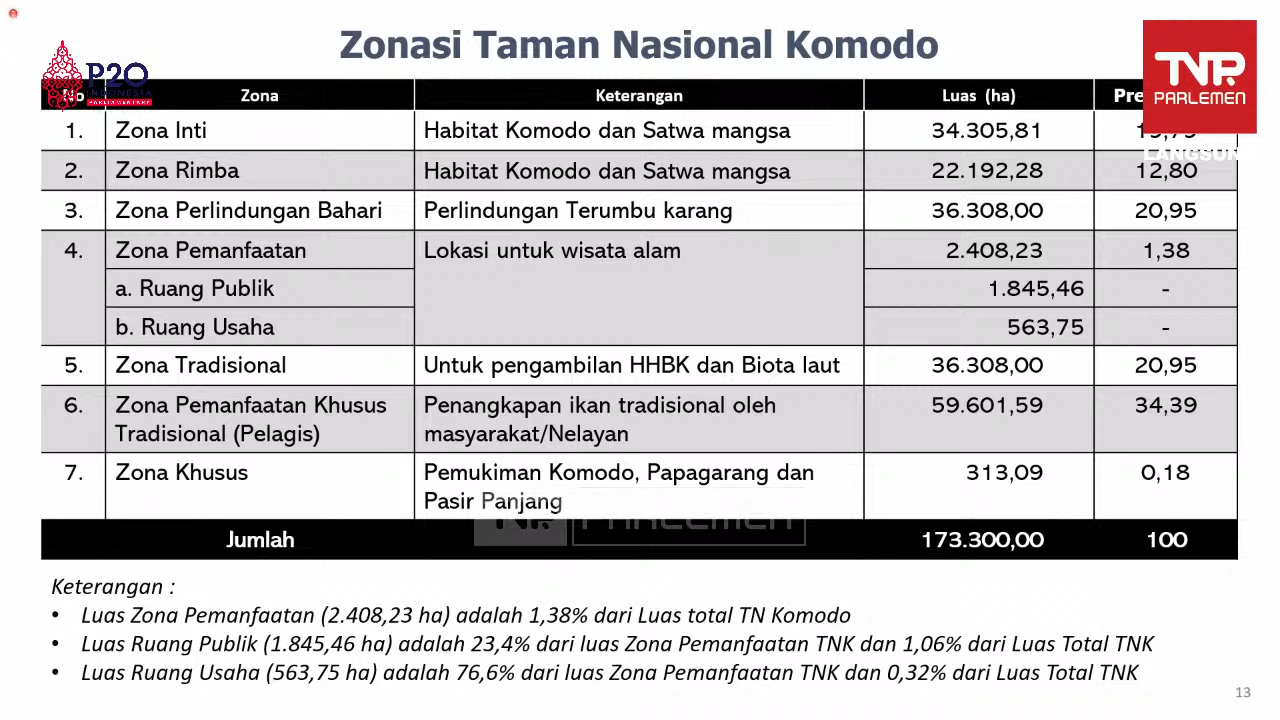 Zonasi Taman Nasional Komodo
P20
INDONESIA
PARLIAMENTARY
TVR
PARLEMEN
LANGSUNG
No Zona Keterangan Luas (ha)
1. Zona Inti Habitat Komodo dan Satwa mangsa 34.305,81
2. Zona Rimba Habitat Komodo dan Satwa mangsa 22.192,28 12,80
3. Zona Perlindungan Bahari Perlindungan Terumbu karang 36.308,00 20,95
4. Zona Pemanfaatan Lokasi untuk wisata alam 2.408,23 1,38
a. Ruang Publik 1.845,46 -
b. Ruang Usaha 563,75 -
5. Zona Tradisional Untuk pengambilan HHBK dan Biota laut 36.308,00 20,95
6. Zona Pemanfaatan Khusus Penangkapan ikan tradisional oleh 59.601,59 34,39
Tradisional (Pelagis) masyarakat/Nelayan
7. Zona Khusus Pemukiman Komodo, Papagarang dan 313,09 0,18
Pasir Panjang
Jumlah 173.300,00 100
Keterangan :
• Luas Zona Pemanfaatan (2.408,23 ha) adalah 1,38% dari Luas total TN Komodo
• Luas Ruang Publik (1.845,46 ha) adalah 23,4% dari luas Zona Pemanfaatan TNK dan 1,06% dari Luas Total TNK
• Luas Ruang Usaha (563,75 ha) adalah 76,6% dari luas Zona Pemanfaatan TNK dan 0,32% dari Luas Total TNK
13